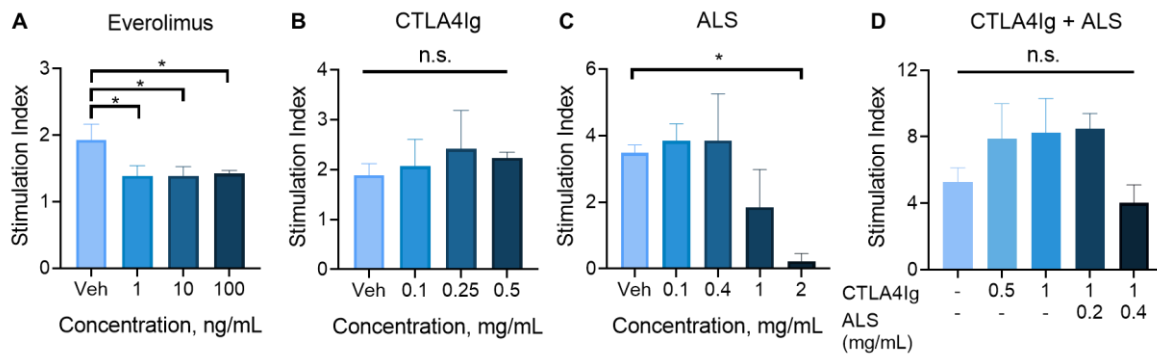 A Everolimus
Stimulation Index
3
2
1
0
*
*
*
Veh 1 10 100
Concentration, ng/mL
B CTLA4Ig
Stimulation Index
4
3
2
1
0
n.s.
Veh 0.1 0.25 0.5
Concentration, mg/mL
C ALS
Stimulation Index
6
4
2
0
*
Veh 0.1 0.4 1 2
Concentration, mg/mL
D CTLA4Ig + ALS
Stimulation Index
12
8
4
0
n.s.
CTLA4Ig - 0.5 1 1 1
ALS - - - 0.2 0.4
(mg/mL)